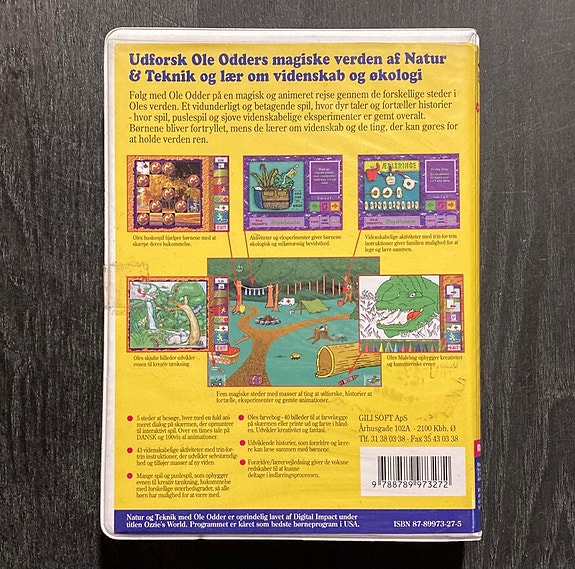 Udforsk Ole Odders magiske verden af Natur
& Teknik og lær om videnskab og økologi
Følg med Ole Odder på en magisk og animeret rejse gennem de forskellige steder i
Oles verden. Et vidunderligt og betagende spil, hvor dyr taler og fortæller historier
- hvor spil, puslespil og sjove videnskabelige eksperimenter er gemt overalt.
Børnene bliver fortryllet, mens de lærer om videnskab og de ting, der kan gøres for
at holde verden ren.
ÆBLERINGE
Oles huskespil hjælper børnene med at
skærpe deres hukommelse.
Aktiviteter og eksperimenter giver børnene
økologisk og miljømæssig bevidsthed.
Videnskabelige aktiviteter med trin-for-trin
instruktioner giver familien mulighed for at
lege og lære sammen.
EXIT
Oles skjulte billeder udvikler
evnen til kreativ tænkning.
Oles Malebog opbygger kreativitet
og kunstneriske evner
Fem magiske steder med masser af ting at udforske, historier at
fortælle, eksperimenter og gemte animationer.
5 steder at besøge, hver med en fuld ani-
meret dialog på skærmen, der opmuntrer
til interaktivt spil. Over en times tale på
DANSK og 100vis af animationer.
43 videnskabelige aktiviteter med trin-for-
trin instruktioner, der udvikler selvstændig-
hed og tilføjer masser af ny viden.
Mange spil og puslespil, som opbygger
evnen til kreativ tænkning, hukommelse
med forskellige sværhedsgrader, så alle
børn har mulighed for at være med.
Oles farvebog - 40 billeder til at farvelægge
på skærmen eller printe ud og farve i hån-
den. Udvikler kreativitet og fantasi.
Udviklende historier, som forældre og lære-
re kan læse sammen med børnene.
Forældre/lærervejledning giver de voksne
redskaber til at kunne
deltage i indlæringsprocessen.
GILI SOFT ApS
Århusgade 102A · 2100 Kbh. Ø
Tlf. 31 38 03 38 · Fax 35 43 03 38
9 788789 973272
Natur og Teknik med Ole Odder er oprindelig lavet af Digital Impact under
titlen Ozzie's World. Programmet er kåret som bedste børneprogram i USA.
ISBN 87-89973-27-5